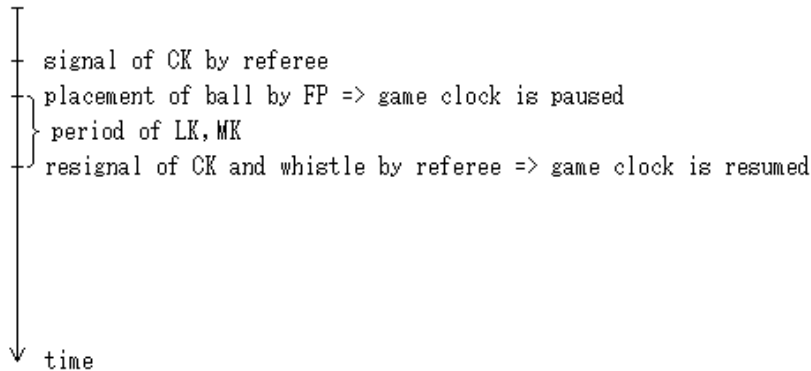 signal of CK by referee
placement of ball by FP => game clock is paused
period of LK,MK
resignal of CK and whistle by referee => game clock is resumed
time